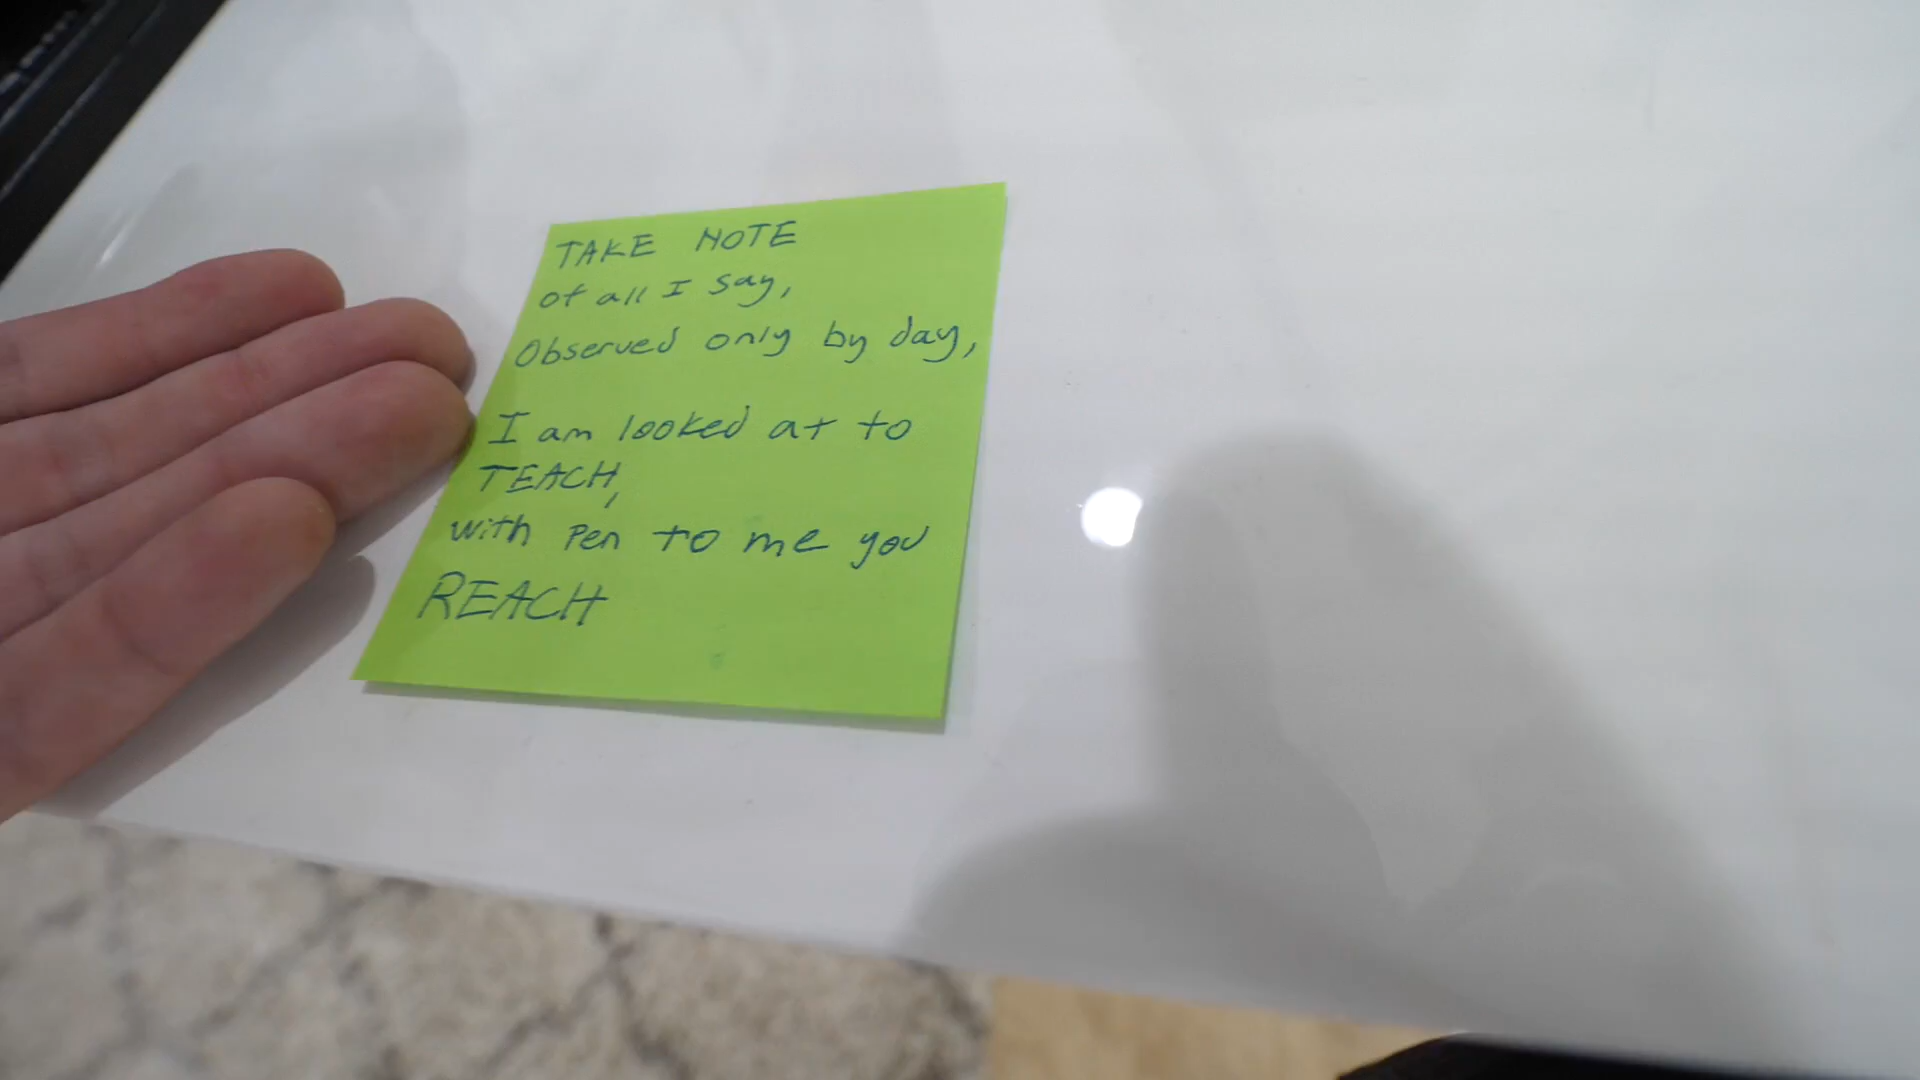 TAKE NOTE
of all I say,
Observed only by day,
I am looked at to
TEACH,
with Pen to me you
REACH